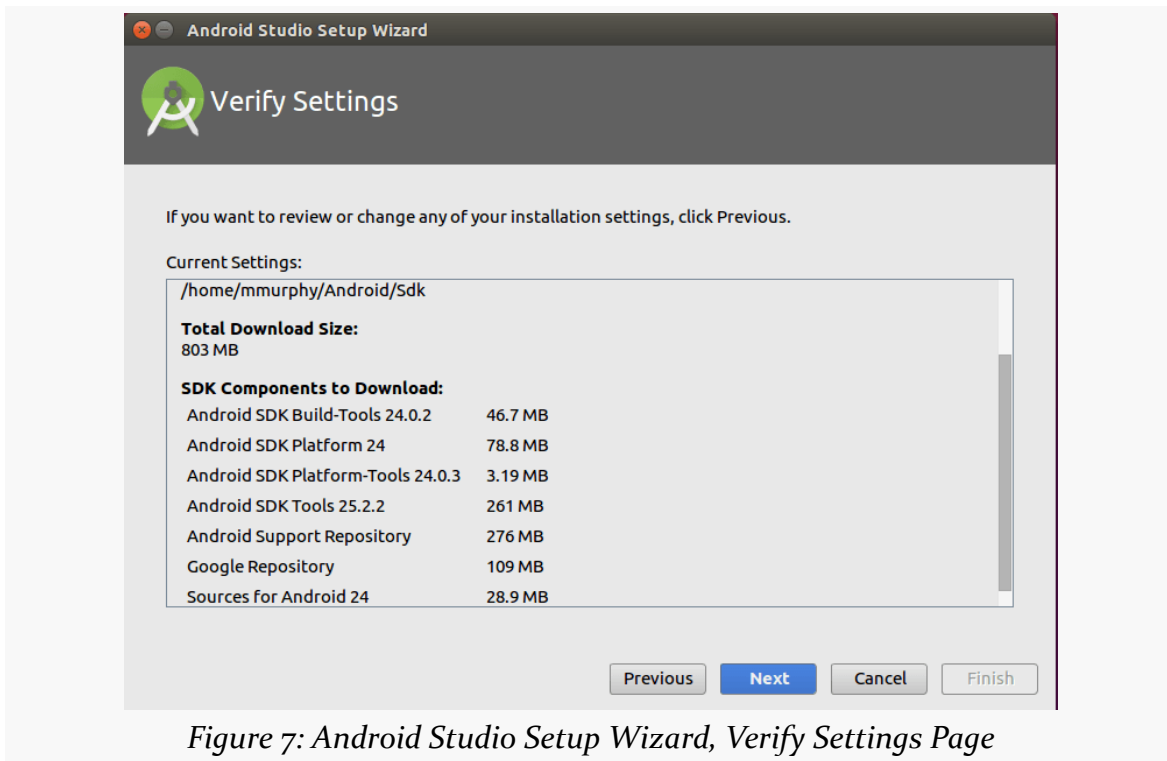 Android Studio Setup Wizard
Verify Settings
If you want to review or change any of your installation settings, click Previous.
Current Settings:
/home/mmurphy/Android/Sdk
Total Download Size:
803 MB
SDK Components to Download:
Android SDK Build-Tools 24.0.2 46.7 MB
Android SDK Platform 24 78.8 MB
Android SDK Platform-Tools 24.0.3 3.19 MB
Android SDK Tools 25.2.2 261 MB
Android Support Repository 276 MB
Google Repository 109 MB
Sources for Android 24 28.9 MB
Previous Next Cancel Finish
Figure 7: Android Studio Setup Wizard, Verify Settings Page